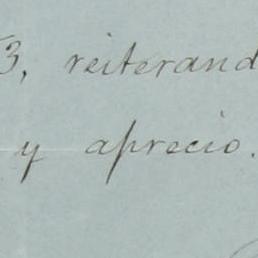 3, reiterand
y aprecio.